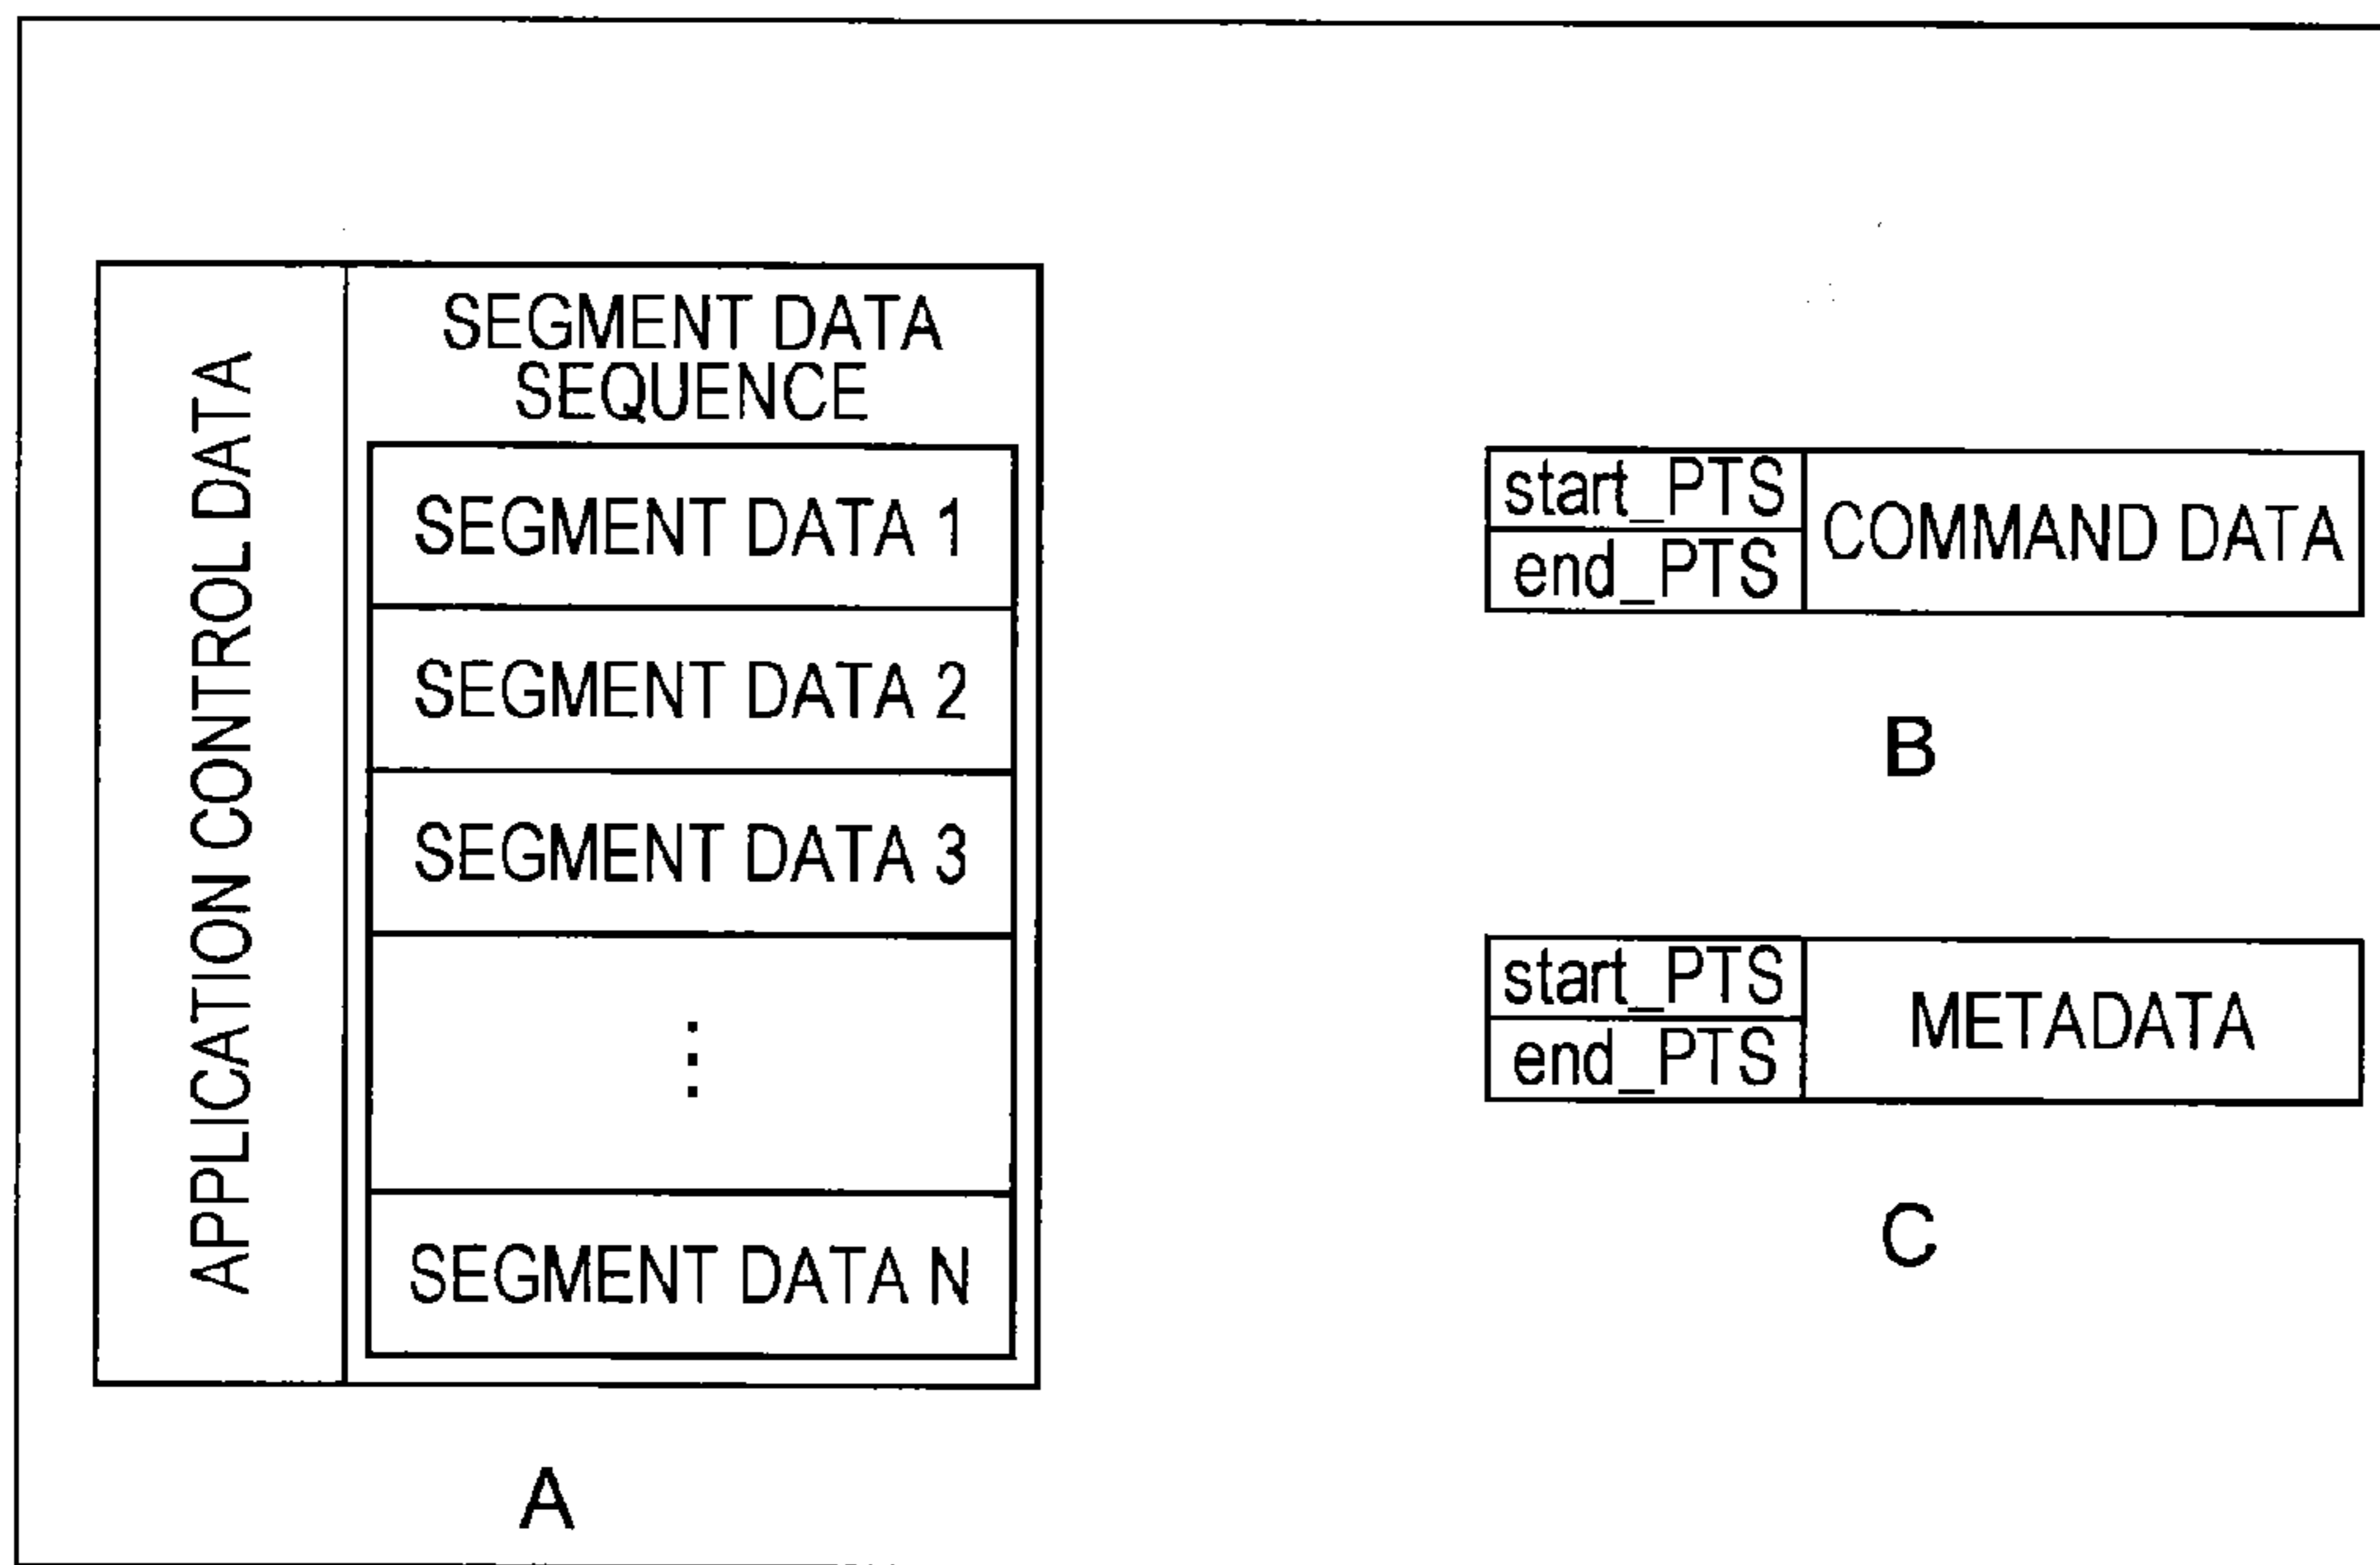 APPLICATION CONTROL DATA
SEGMENT DATA
SEQUENCE
SEGMENT DATA 1
SEGMENT DATA 2
SEGMENT DATA 3
⋮
SEGMENT DATA N
A
start_PTS
end_PTS
COMMAND DATA
B
start_PTS
end_PTS
METADATA
C